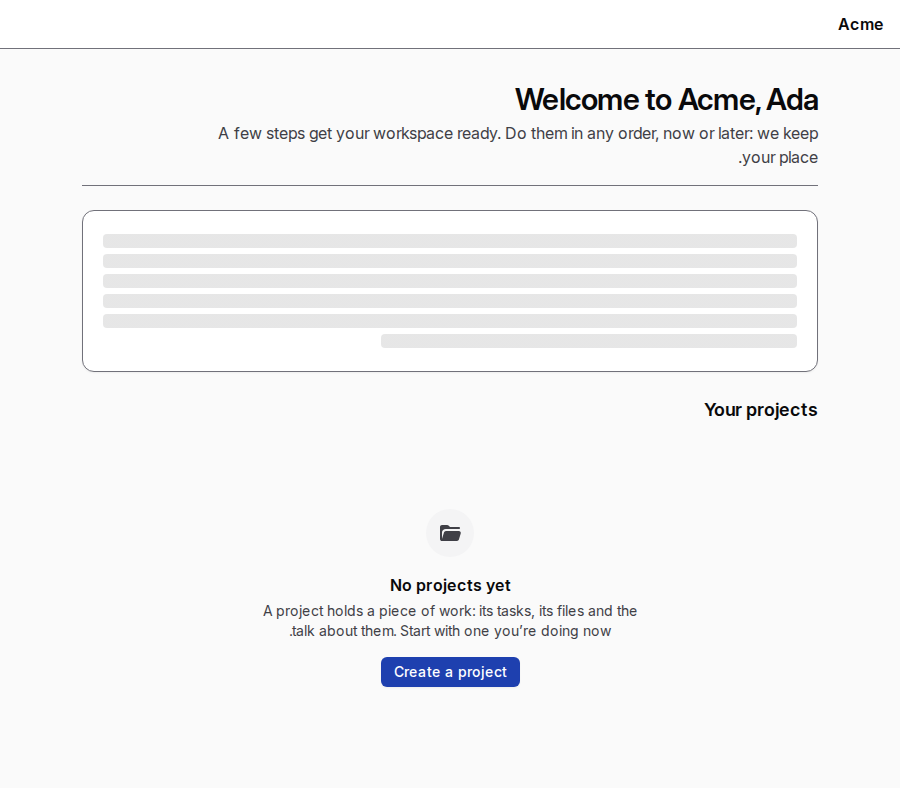 Acme
Welcome to Acme, Ada
A few steps get your workspace ready. Do them in any order, now or later: we keep
your place.
Your projects
No projects yet
A project holds a piece of work: its tasks, its files and the
talk about them. Start with one you’re doing now.
Create a project